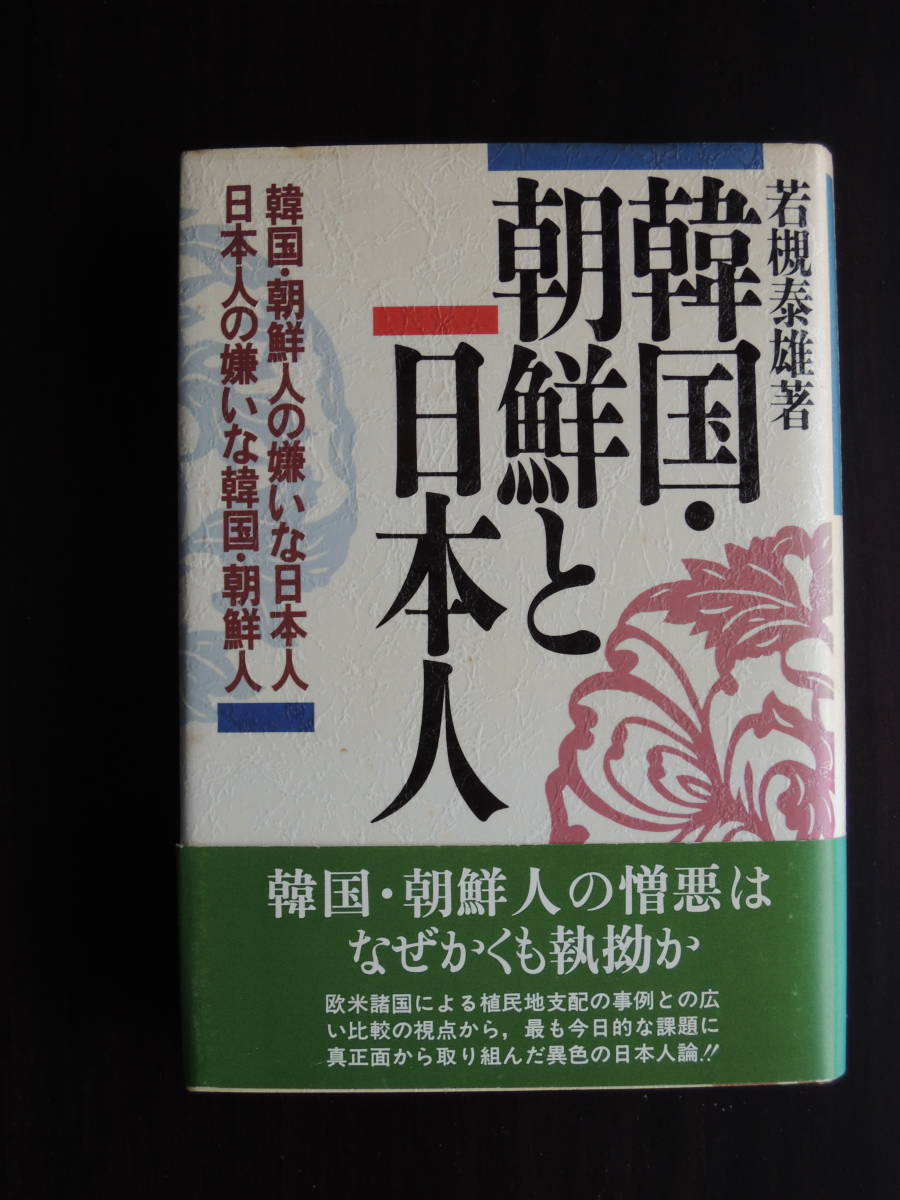 若槻泰雄著
韓国・
朝鮮と
日本人
韓国・朝鮮人の嫌いな日本人
日本人の嫌いな韓国・朝鮮人
韓国・朝鮮人の憎悪は
なぜかくも執拗か
欧米諸国による植民地支配の事例との広
い比較の視点から，最も今日的な課題に
真正面から取り組んだ異色の日本人論!!